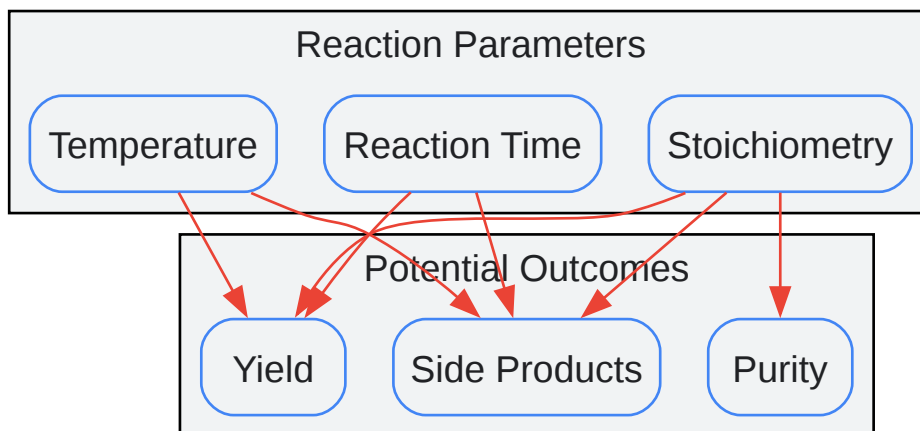 Reaction Parameters
Temperature
Reaction Time
Stoichiometry
Potential Outcomes
Yield
Side Products
Purity